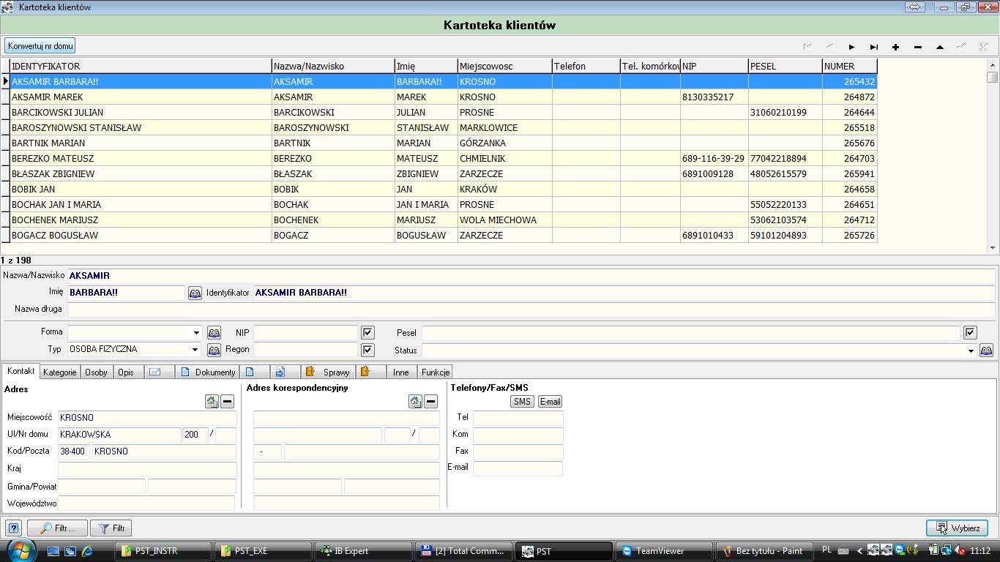 Kartoteka klientów
Kartoteka klientów
Konwertuj nr domu
IDENTYFIKATOR Nazwa/Nazwisko Imię Miejscowosc Telefon Tel. komórkow NIP PESEL NUMER
AKSAMIR BARBARA!! AKSAMIR BARBARA!! KROSNO 265432
AKSAMIR MAREK AKSAMIR MAREK KROSNO 8130335217 264872
BARCIKOWSKI JULIAN BARCIKOWSKI JULIAN PROSNE 31060210199 264644
BAROSZYNOWSKI STANISŁAW BAROSZYNOWSKI STANISŁAW MARKLOWICE 265518
BARTNIK MARIAN BARTNIK MARIAN GÓRZANKA 265676
BEREZKO MATEUSZ BEREZKO MATEUSZ CHMIELNIK 689-116-39-29 77042218894 264703
BŁASZAK ZBIGNIEW BŁASZAK ZBIGNIEW ZARZECZE 6891009128 48052615579 265941
BOBIK JAN BOBIK JAN KRAKÓW 264658
BOCHAK JAN I MARIA BOCHAK JAN I MARIA PROSNE 55052220133 264651
BOCHENEK MARIUSZ BOCHENEK MARIUSZ WOLA MIECHOWA 53062103574 264712
BOGACZ BOGUSŁAW BOGACZ BOGUSŁAW ZARZECZE 6891010433 59101204893 265726
1 z 198
Nazwa/Nazwisko AKSAMIR
Imię BARBARA!! Identyfikator AKSAMIR BARBARA!!
Nazwa długa
Forma NIP Pesel
Typ OSOBA FIZYCZNA Regon Status
Kontakt Kategorie Osoby Opis Dokumenty Sprawy Inne Funkcje
Adres Adres korespondencyjny Telefony/Fax/SMS
SMS E-mail
Miejscowość KROSNO Tel
Ul/Nr domu KRAKOWSKA 200 / / Kom
Kod/Poczta 38-400 KROSNO - Fax
Kraj E-mail
Gmina/Powiat
Województwo
? Filtr ... Filtr Wybierz
PST_INSTR PST_EXE IB Expert [2] Total Comm... PST TeamViewer Bez tytułu - Paint PL < 11:12